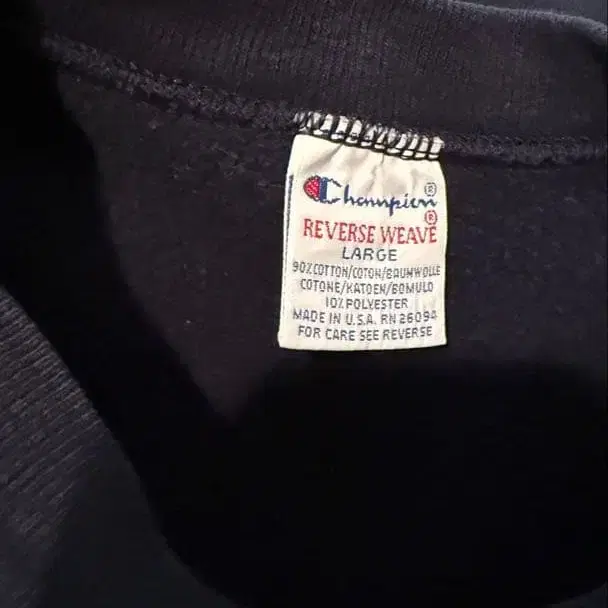 Champion®
REVERSE WEAVE®
LARGE
90% COTTON/COTON/BAUMWOLLE
COTONE/KATOEN/BOMULD
10% POLYESTER
MADE IN U.S.A. RN 26094
FOR CARE SEE REVERSE